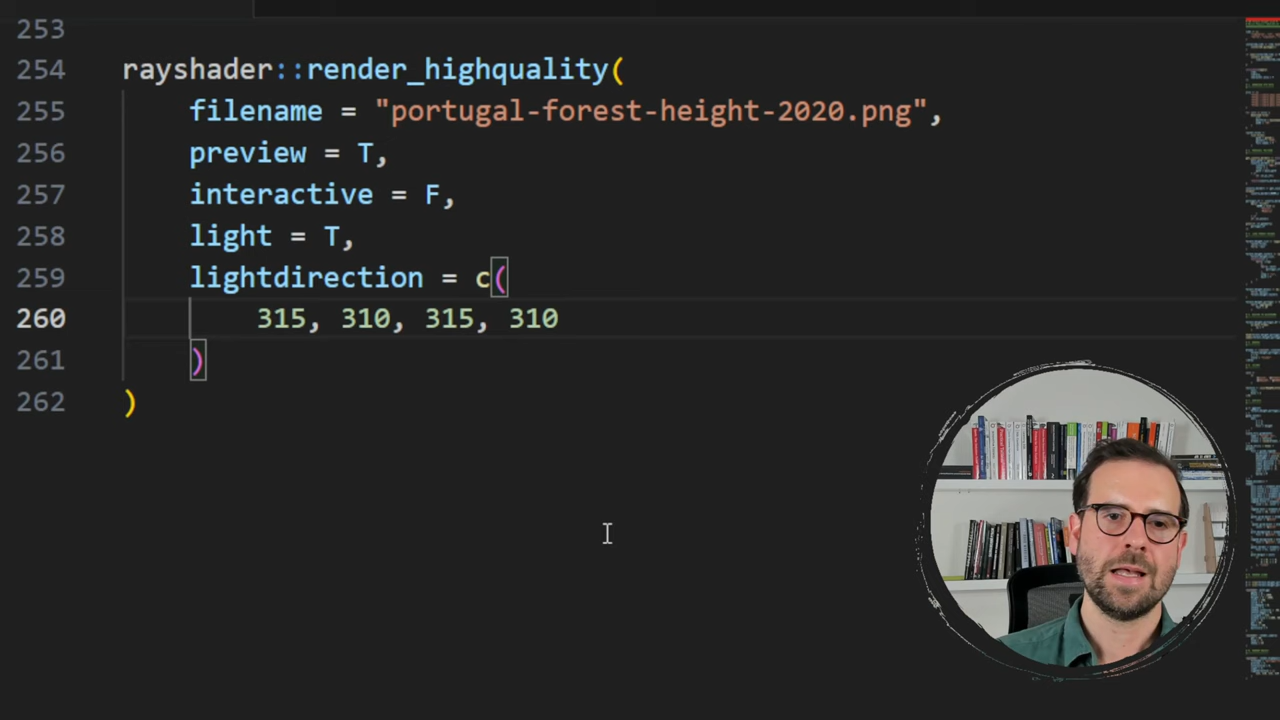 253
254 rayshader::render_highquality(
255 filename = "portugal-forest-height-2020.png",
256 preview = T,
257 interactive = F,
258 light = T,
259 lightdirection = c(
260 315, 310, 315, 310
261 )
262 )